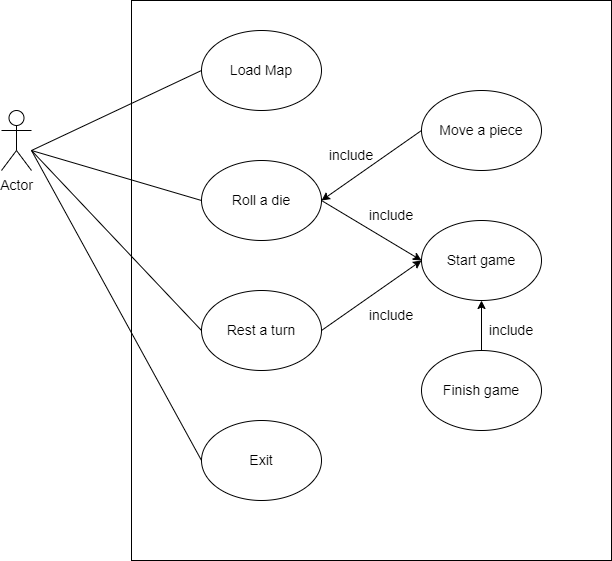 Load Map
Move a piece
include
Actor
Roll a die
include
Start game
include
Rest a turn
include
Finish game
Exit